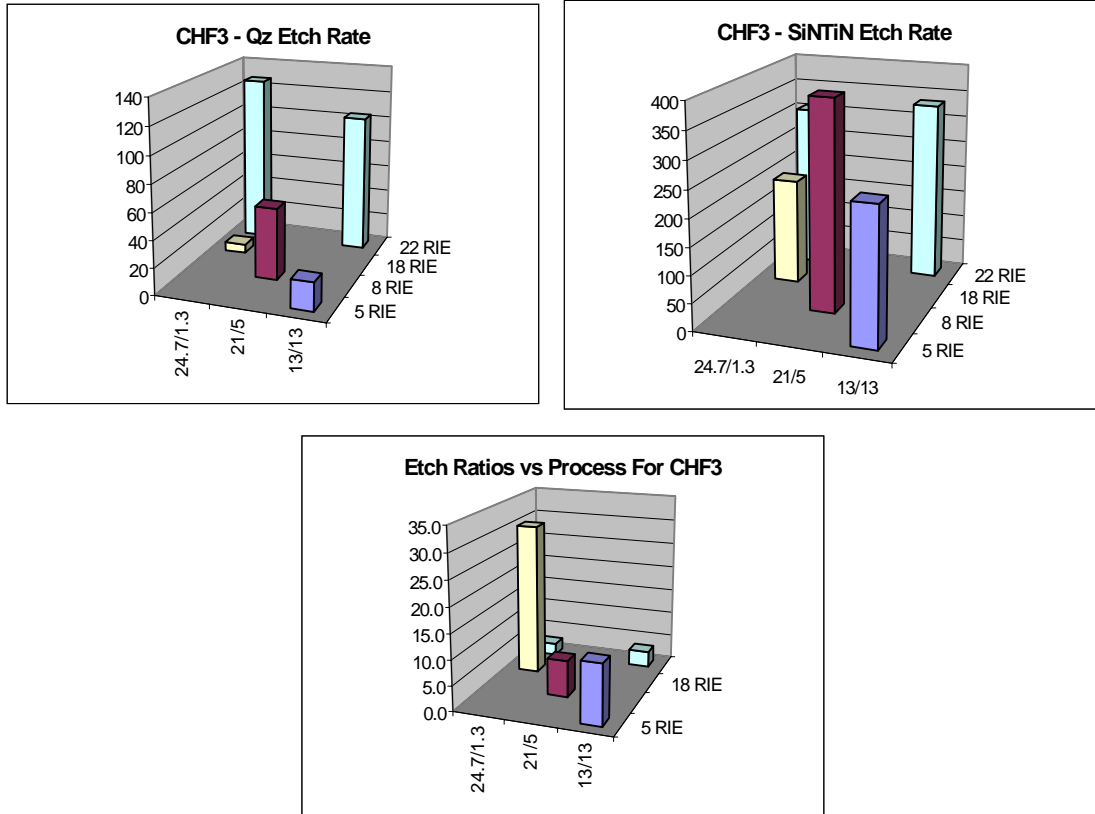 CHF3 - Qz Etch Rate
140
120
100
80
60
40
20
0
24.7/1.3
21/5
13/13
22 RIE
18 RIE
8 RIE
5 RIE
CHF3 - SiNTiN Etch Rate
400
350
300
250
200
150
100
50
0
24.7/1.3
21/5
13/13
22 RIE
18 RIE
8 RIE
5 RIE
Etch Ratios vs Process For CHF3
35.0
30.0
25.0
20.0
15.0
10.0
5.0
0.0
24.7/1.3
21/5
13/13
18 RIE
5 RIE